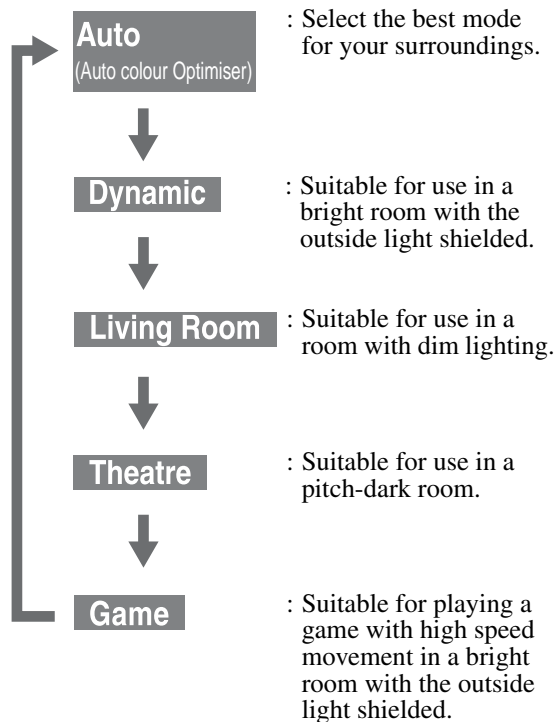 Auto
(Auto colour Optimiser)
: Select the best mode
for your surroundings.
Dynamic
: Suitable for use in a
bright room with the
outside light shielded.
Living Room
: Suitable for use in a
room with dim lighting.
Theatre
: Suitable for use in a
pitch-dark room.
Game
: Suitable for playing a
game with high speed
movement in a bright
room with the outside
light shielded.